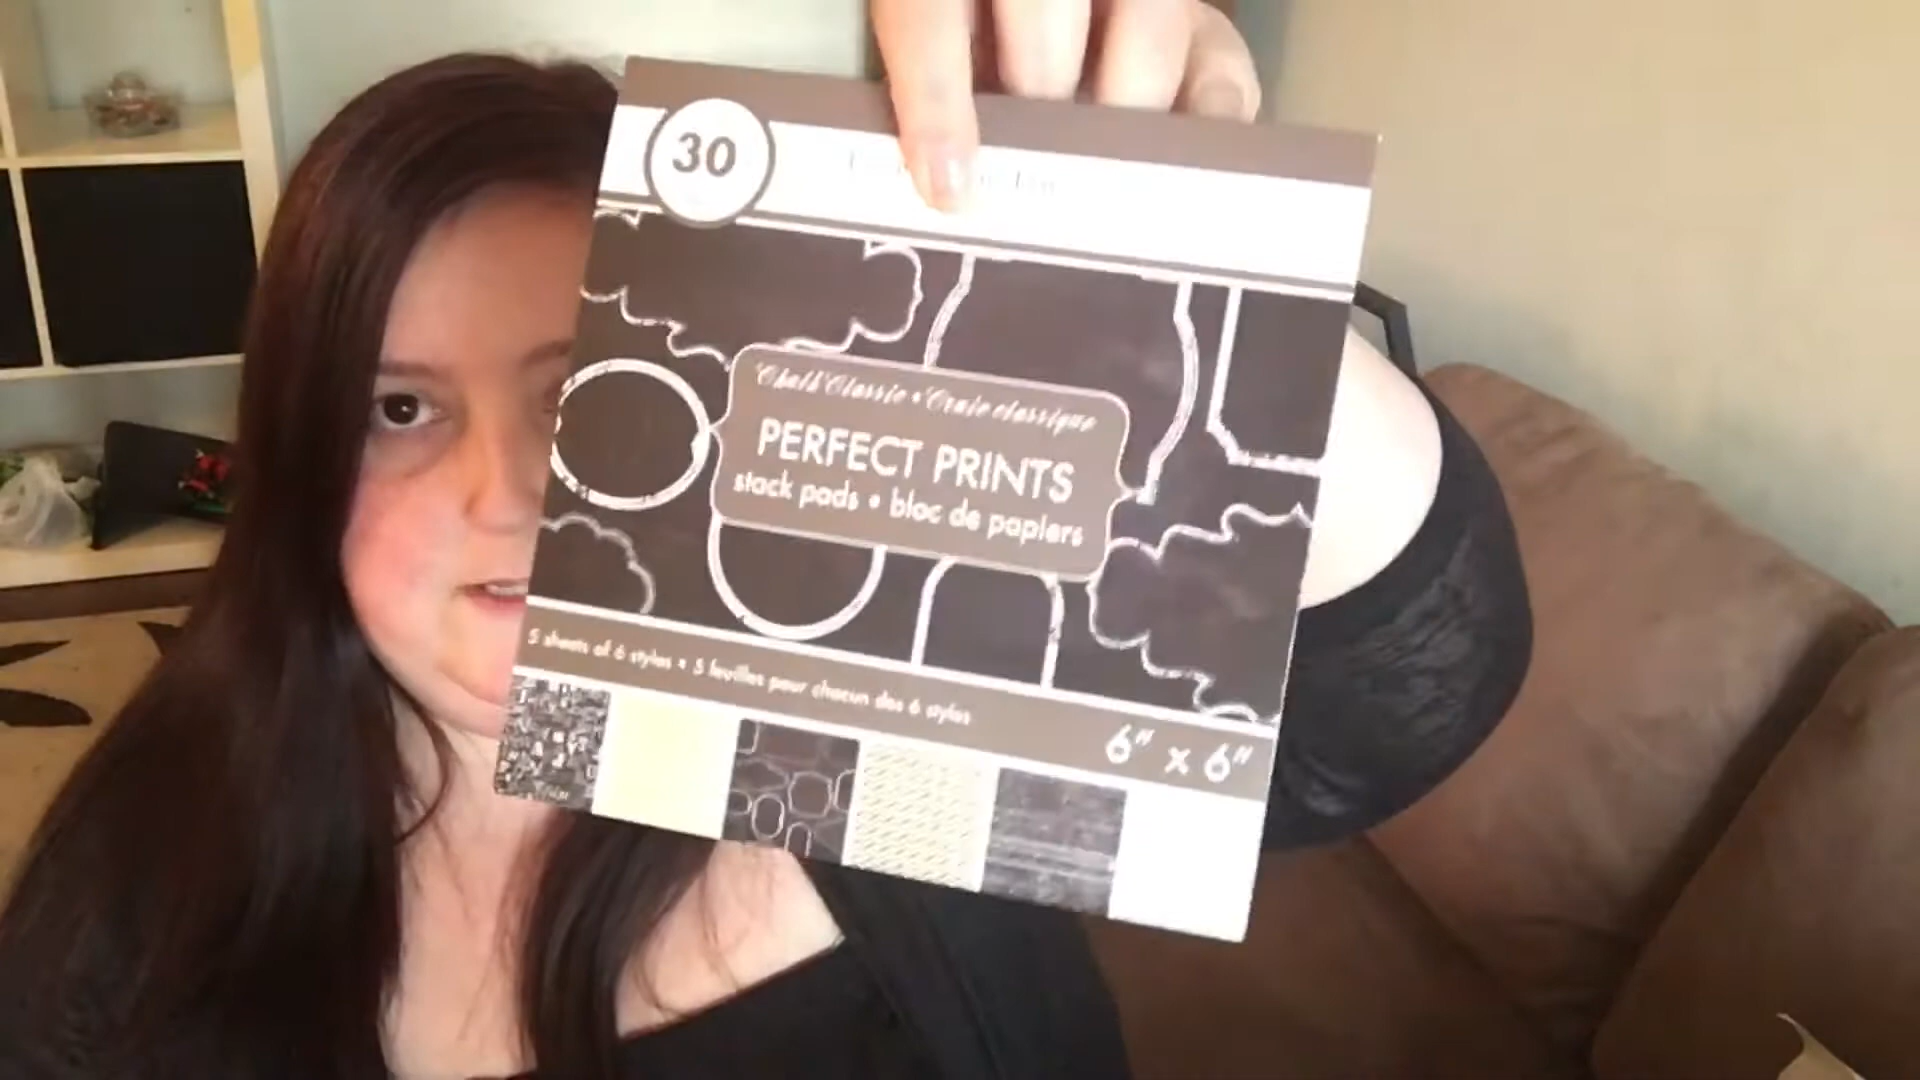 30
Chalk Classic • Craie classique
PERFECT PRINTS
stack pads • bloc de papiers
5 sheets of 6 styles • 5 feuilles pour chacun des 6 styles
6" x 6"